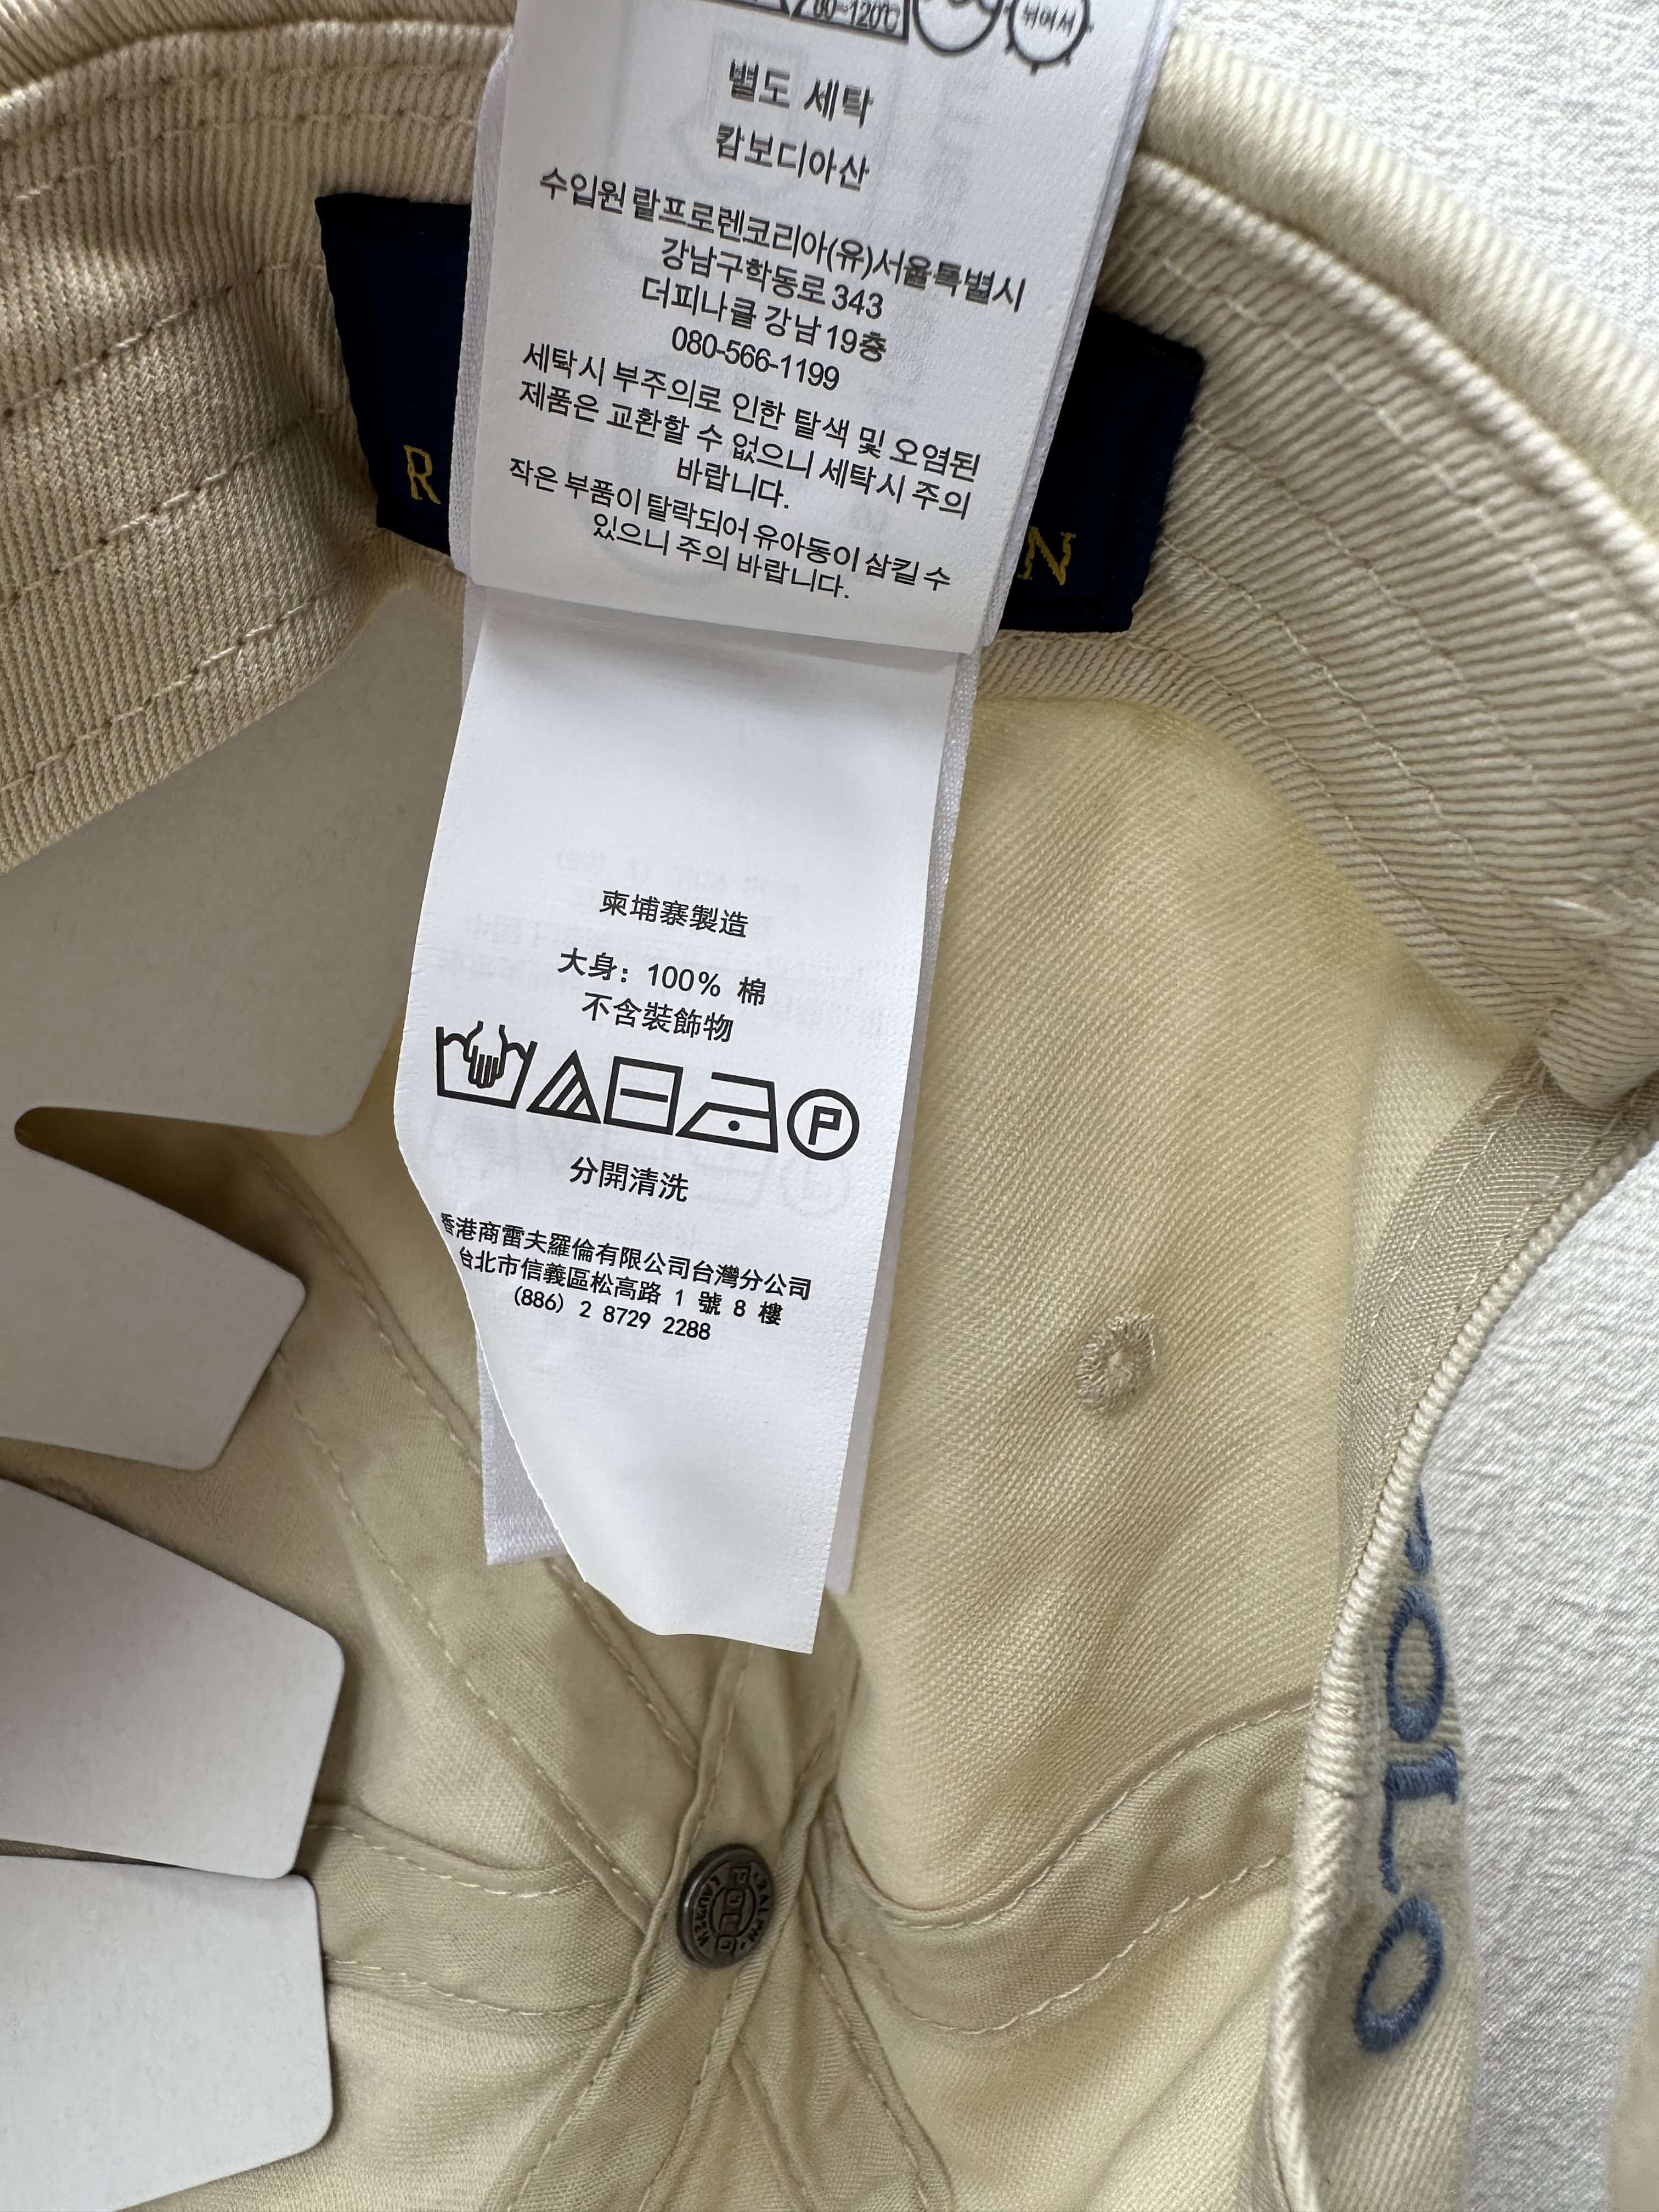 80~120℃
뉘어서
별도 세탁
캄보디아산
수입원 랄프로렌코리아(유)서울특별시
강남구학동로 343
더피나클 강남 19층
080-566-1199
세탁시 부주의로 인한 탈색 및 오염된
제품은 교환할 수 없으니 세탁시 주의
바랍니다.
작은 부품이 탈락되어 유아동이 삼킬 수
있으니 주의 바랍니다.
R
N
柬埔寨製造
大身: 100% 棉
不含裝飾物
P
分開清洗
香港商雷夫羅倫有限公司台灣分公司
台北市信義區松高路 1 號 8 樓
(886) 2 8729 2288
POLO
RALPH
LAUREN
POLO